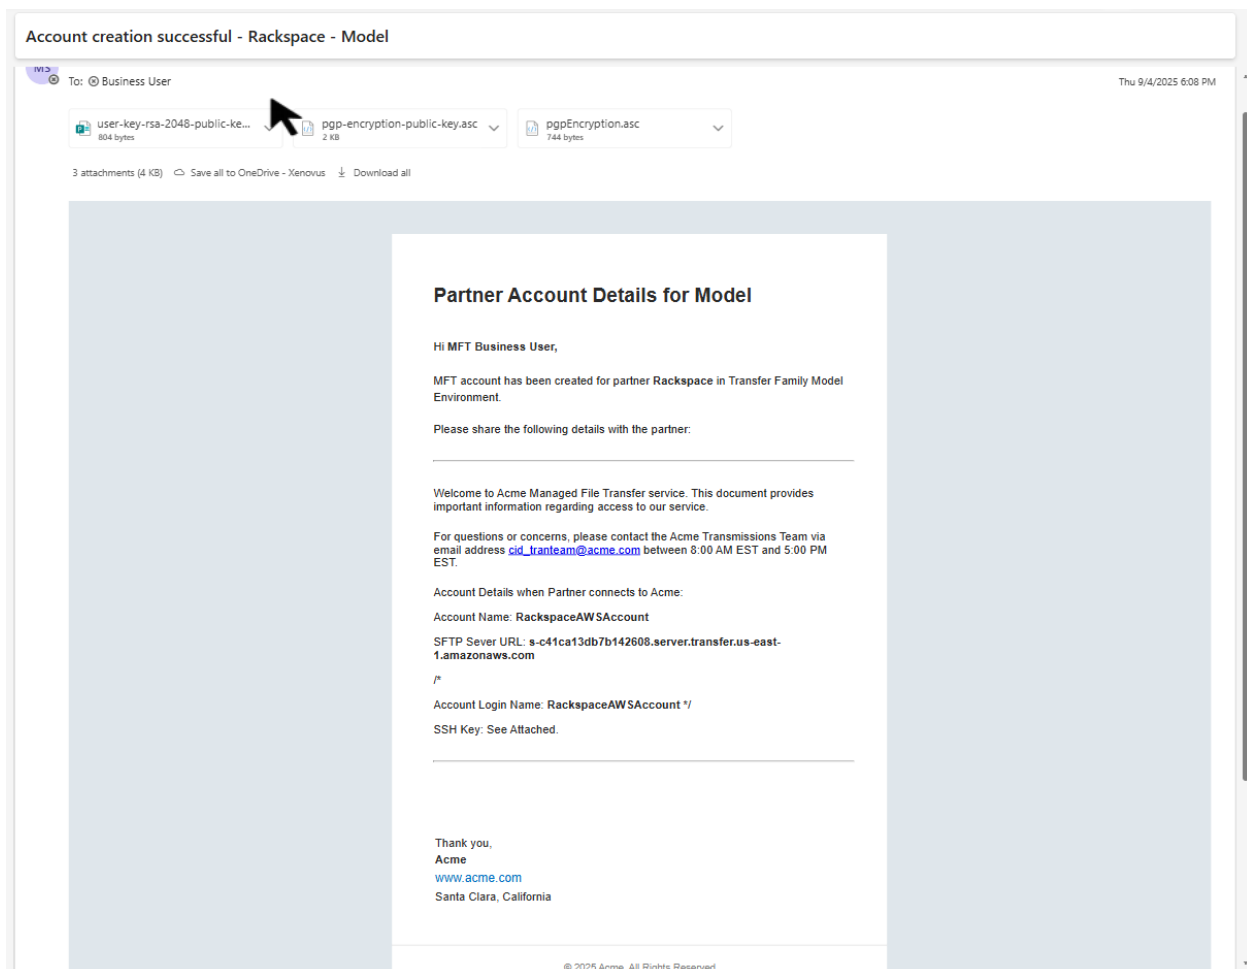 Account creation successful - Rackspace - Model
MS
To: Business User
Thu 9/4/2025 6:08 PM
user-key-rsa-2048-public-ke...
804 bytes
pgp-encryption-public-key.asc
2 KB
pgpEncryption.asc
744 bytes
3 attachments (4 KB) Save all to OneDrive - Xenovus Download all
Partner Account Details for Model
Hi MFT Business User,
MFT account has been created for partner Rackspace in Transfer Family Model
Environment.
Please share the following details with the partner:
Welcome to Acme Managed File Transfer service. This document provides
important information regarding access to our service.
For questions or concerns, please contact the Acme Transmissions Team via
email address cid_tranteam@acme.com between 8:00 AM EST and 5:00 PM
EST.
Account Details when Partner connects to Acme:
Account Name: RackspaceAWSAccount
SFTP Sever URL: s-c41ca13db7b142608.server.transfer.us-east-
1.amazonaws.com
/*
Account Login Name: RackspaceAWSAccount */
SSH Key: See Attached.
Thank you,
Acme
www.acme.com
Santa Clara, California
© 2025 Acme. All Rights Reserved